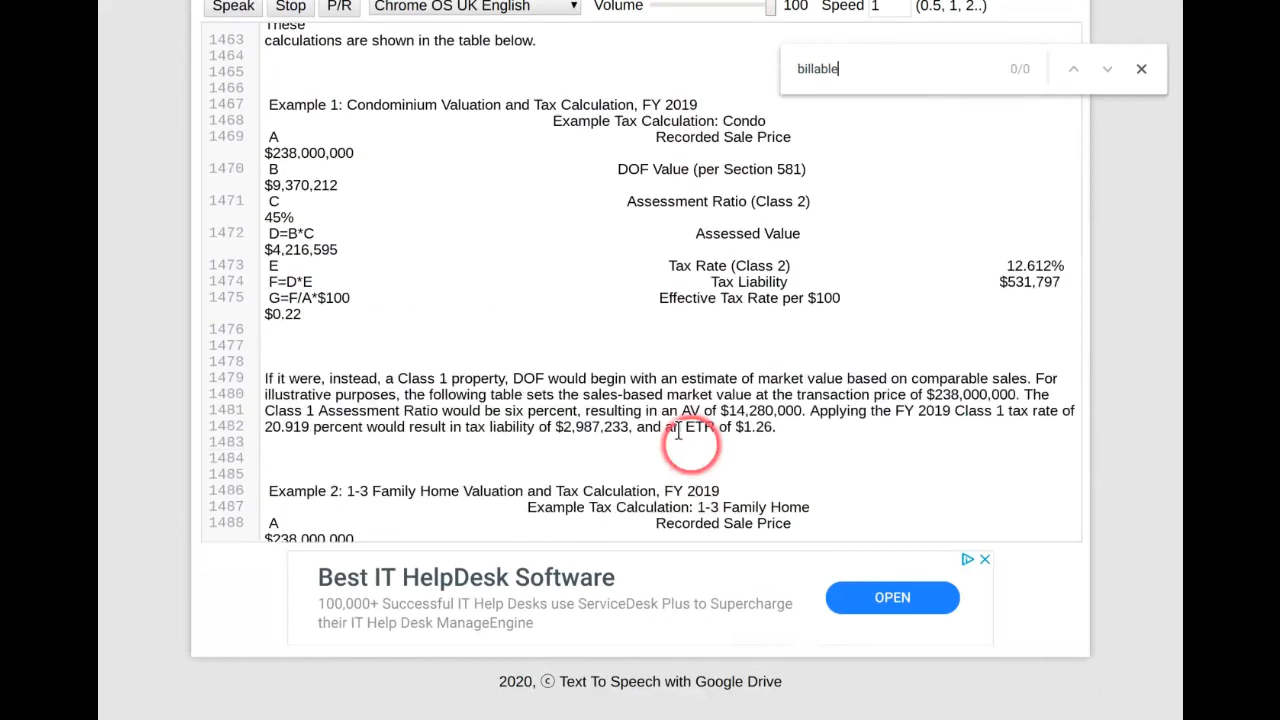 Speak Stop P/R Chrome OS UK English Volume 100 Speed 1 (0.5, 1, 2..)
These
1463 calculations are shown in the table below.
1464
1465
1466
1467 Example 1: Condominium Valuation and Tax Calculation, FY 2019
1468 Example Tax Calculation: Condo
1469 A Recorded Sale Price
$238,000,000
1470 B DOF Value (per Section 581)
$9,370,212
1471 C Assessment Ratio (Class 2)
45%
1472 D=B*C Assessed Value
$4,216,595
1473 E Tax Rate (Class 2) 12.612%
1474 F=D*E Tax Liability $531,797
1475 G=F/A*$100 Effective Tax Rate per $100
$0.22
1476
1477
1478
1479 If it were, instead, a Class 1 property, DOF would begin with an estimate of market value based on comparable sales. For
1480 illustrative purposes, the following table sets the sales-based market value at the transaction price of $238,000,000. The
1481 Class 1 Assessment Ratio would be six percent, resulting in an AV of $14,280,000. Applying the FY 2019 Class 1 tax rate of
1482 20.919 percent would result in tax liability of $2,987,233, and an ETR of $1.26.
1483
1484
1485
1486 Example 2: 1-3 Family Home Valuation and Tax Calculation, FY 2019
1487 Example Tax Calculation: 1-3 Family Home
1488 A Recorded Sale Price
$238,000,000
billable 0/0
Best IT HelpDesk Software
100,000+ Successful IT Help Desks use ServiceDesk Plus to Supercharge
their IT Help Desk ManageEngine
OPEN
2020, ⓒ Text To Speech with Google Drive